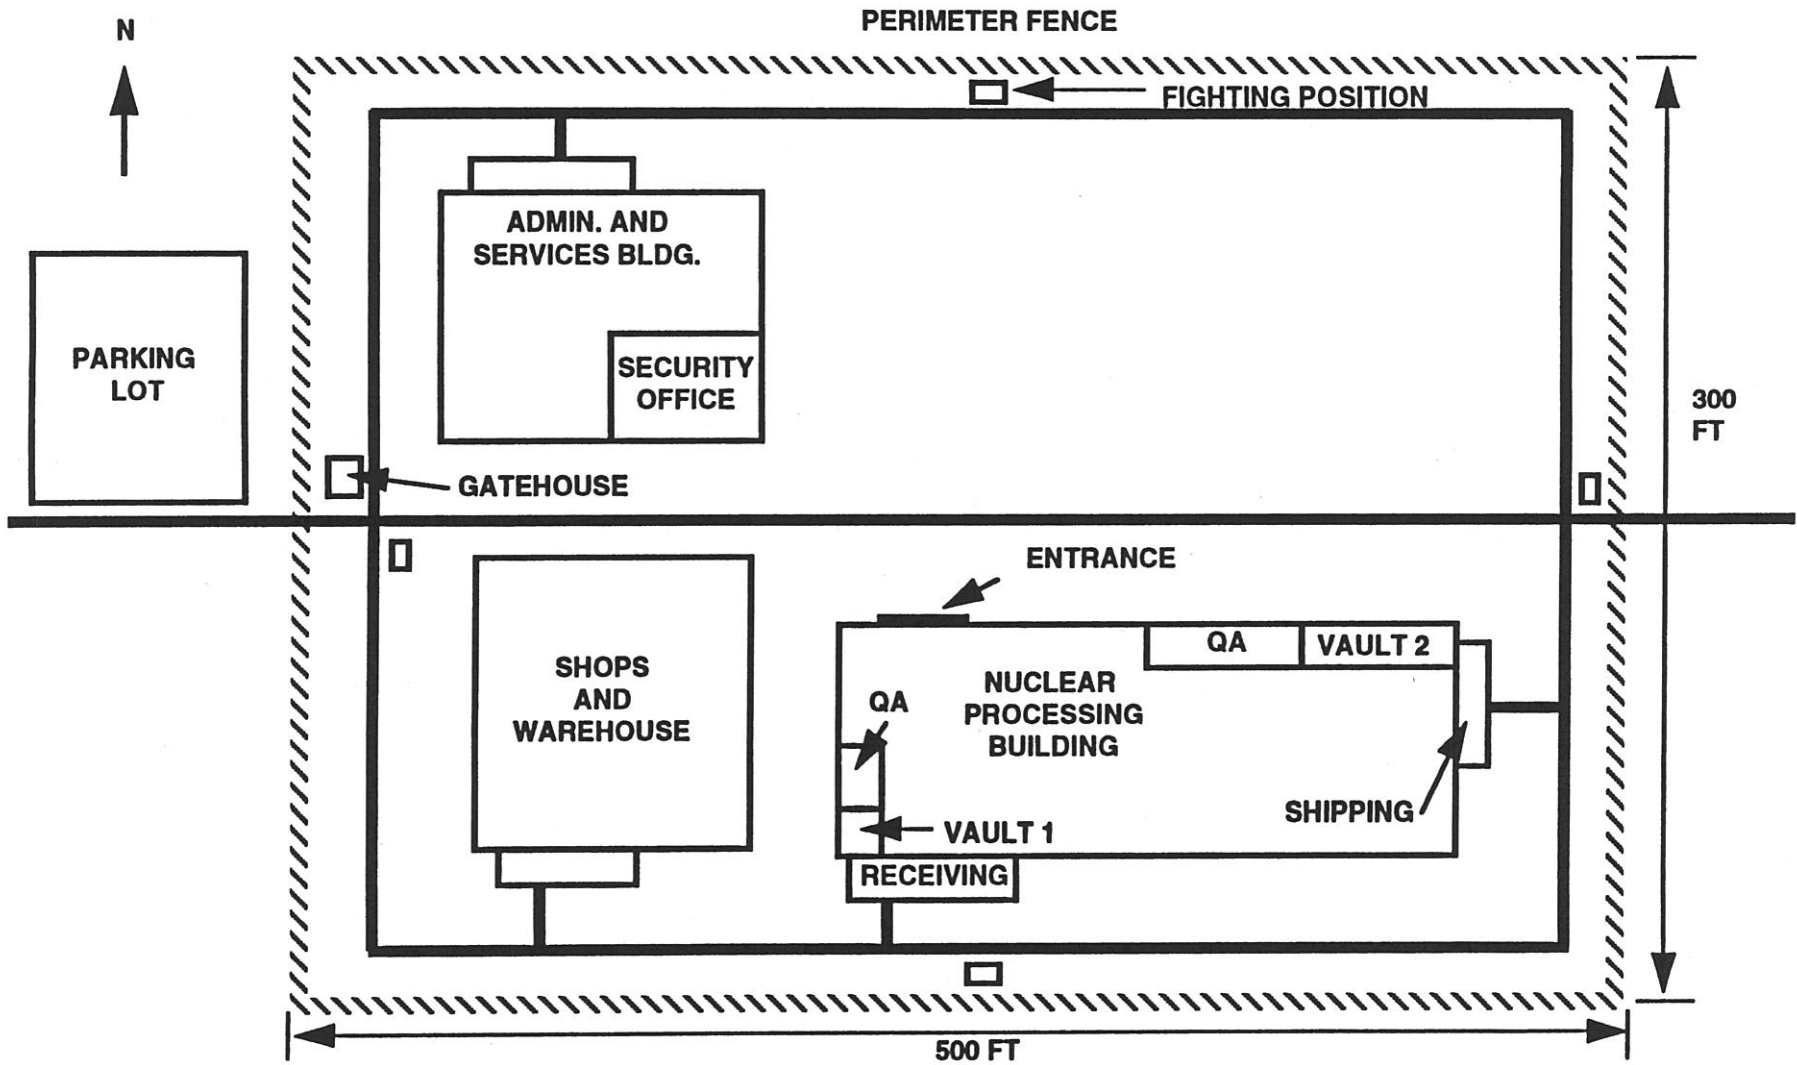 PERIMETER FENCE
N
FIGHTING POSITION
ADMIN. AND
SERVICES BLDG.
PARKING
LOT
SECURITY
OFFICE
300
FT
GATEHOUSE
ENTRANCE
QA
VAULT 2
SHOPS
AND
WAREHOUSE
QA
NUCLEAR
PROCESSING
BUILDING
SHIPPING
VAULT 1
RECEIVING
500 FT